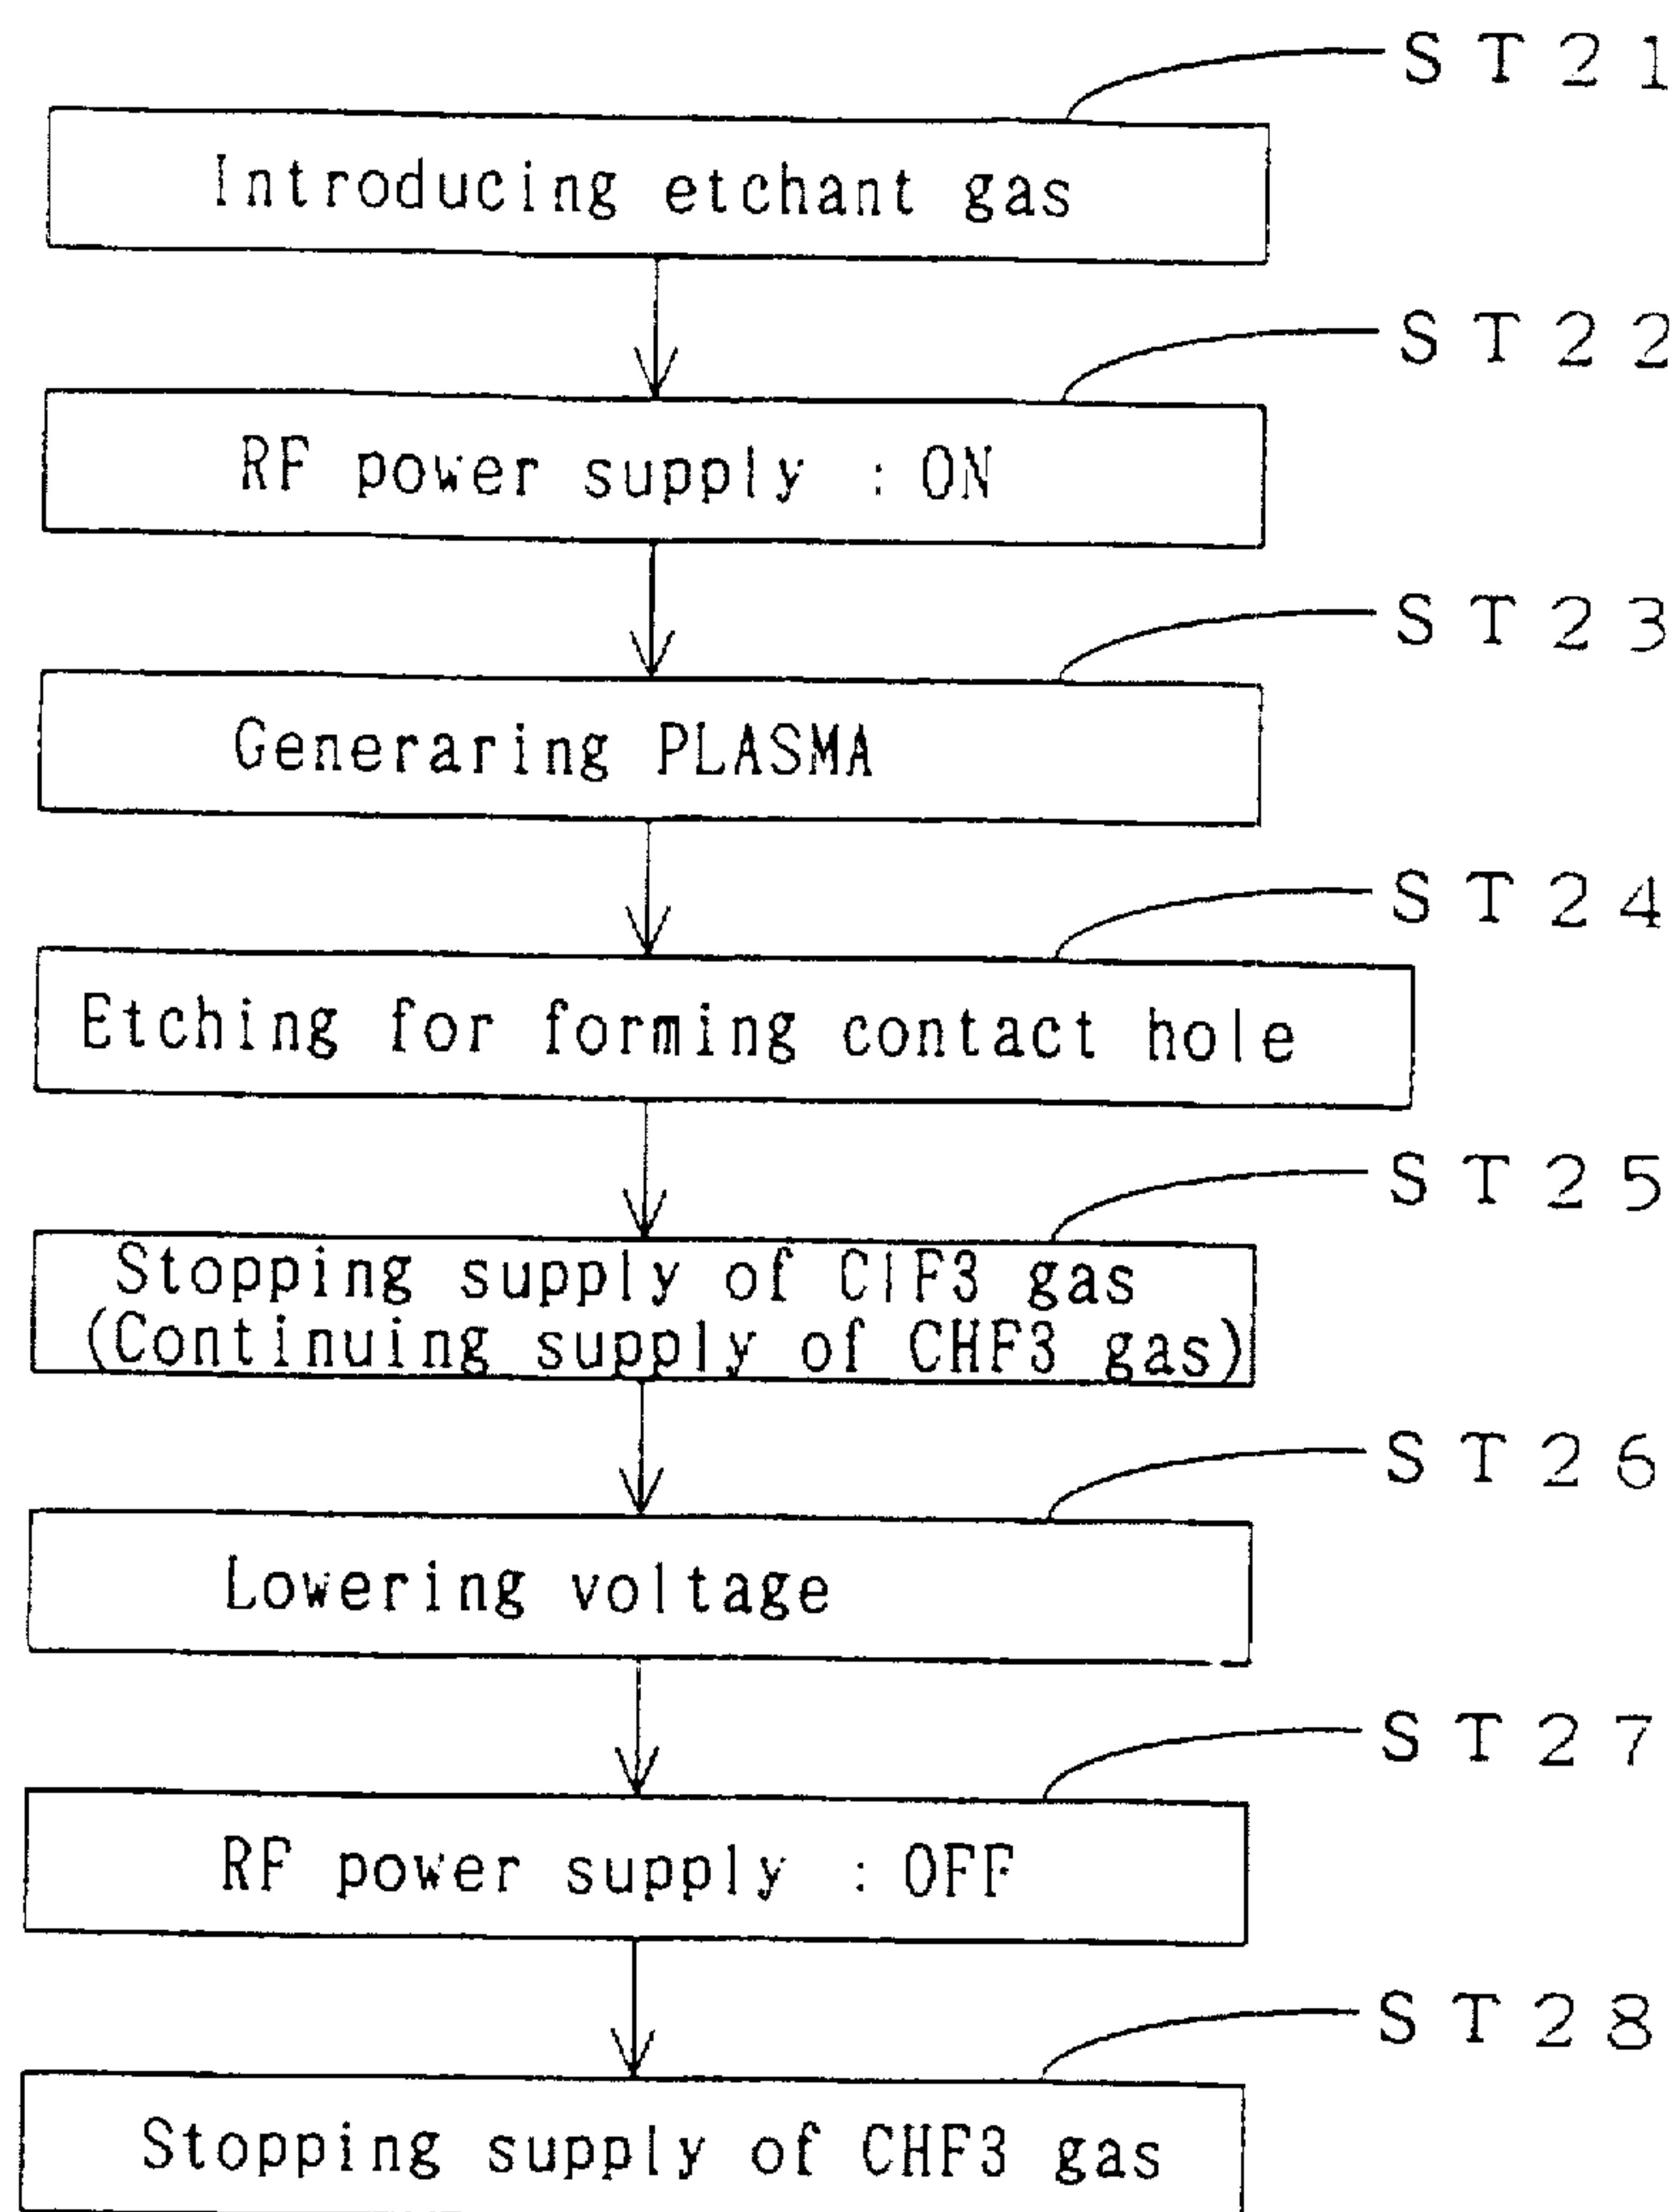 ST21
Introducing etchant gas
ST22
RF power supply : ON
ST23
Generaring PLASMA
ST24
Etching for forming contact hole
ST25
Stopping supply of ClF3 gas
(Continuing supply of CHF3 gas)
ST26
Lowering voltage
ST27
RF power supply : OFF
ST28
Stopping supply of CHF3 gas